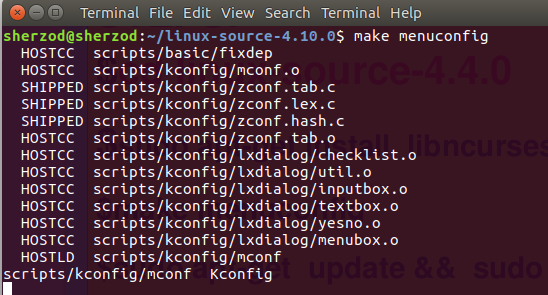 Terminal File Edit View Search Terminal Help
sherzod@sherzod:~/linux-source-4.10.0$ make menuconfig
HOSTCC scripts/basic/fixdep
HOSTCC scripts/kconfig/mconf.o
SHIPPED scripts/kconfig/zconf.tab.c
SHIPPED scripts/kconfig/zconf.lex.c
SHIPPED scripts/kconfig/zconf.hash.c
HOSTCC scripts/kconfig/zconf.tab.o
HOSTCC scripts/kconfig/lxdialog/checklist.o
HOSTCC scripts/kconfig/lxdialog/util.o
HOSTCC scripts/kconfig/lxdialog/inputbox.o
HOSTCC scripts/kconfig/lxdialog/textbox.o
HOSTCC scripts/kconfig/lxdialog/yesno.o
HOSTCC scripts/kconfig/lxdialog/menubox.o
HOSTLD scripts/kconfig/mconf
scripts/kconfig/mconf Kconfig